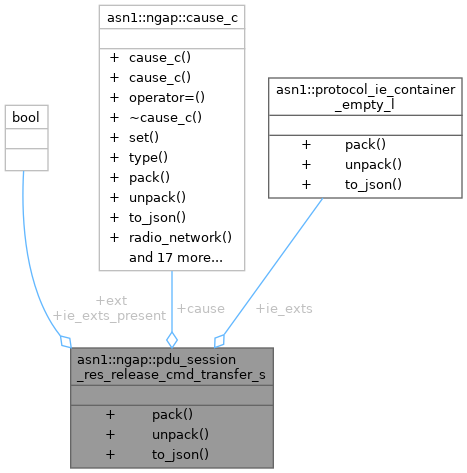 asn1::ngap::cause_c
+ cause_c()
+ cause_c()
+ operator=()
+ ~cause_c()
+ set()
+ type()
+ pack()
+ unpack()
+ to_json()
+ radio_network()
and 17 more...
asn1::protocol_ie_container
_empty_l
+ pack()
+ unpack()
+ to_json()
bool
+ext
+ie_exts_present
+cause
+ie_exts
asn1::ngap::pdu_session
_res_release_cmd_transfer_s
+ pack()
+ unpack()
+ to_json()